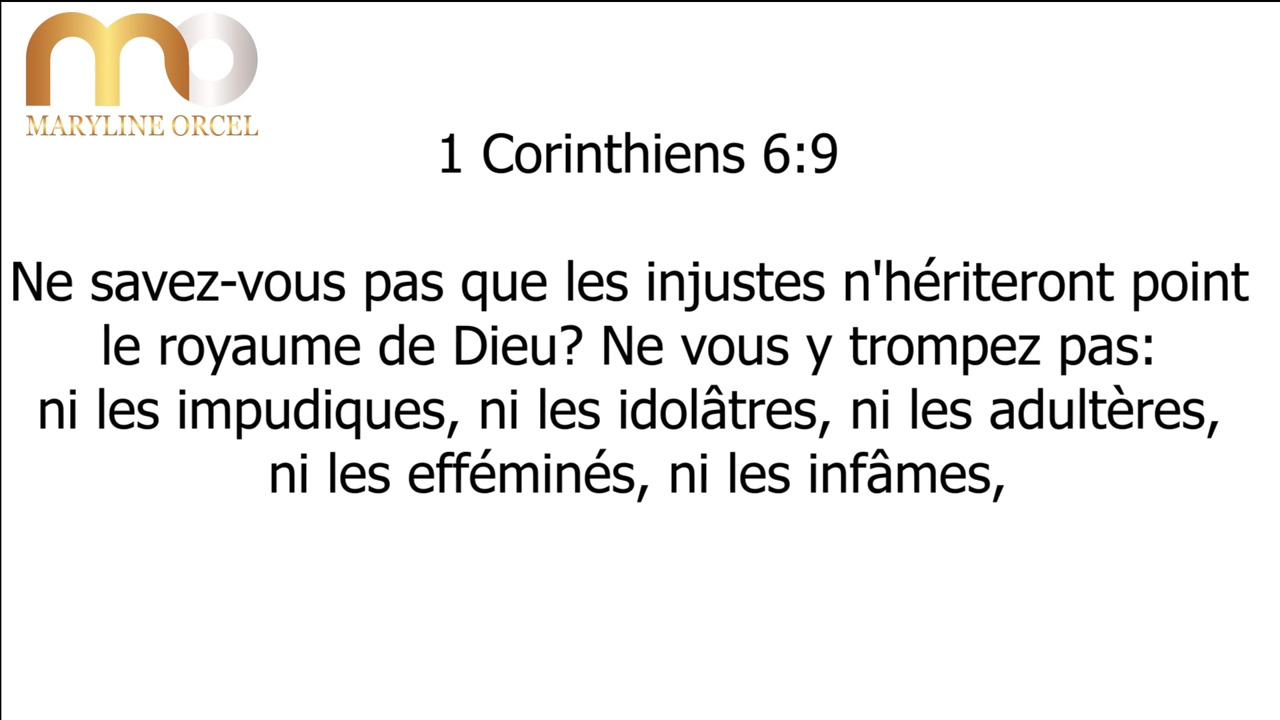 mo
MARYLINE ORCEL
1 Corinthiens 6:9
Ne savez-vous pas que les injustes n'hériteront point
le royaume de Dieu? Ne vous y trompez pas:
ni les impudiques, ni les idolâtres, ni les adultères,
ni les efféminés, ni les infâmes,